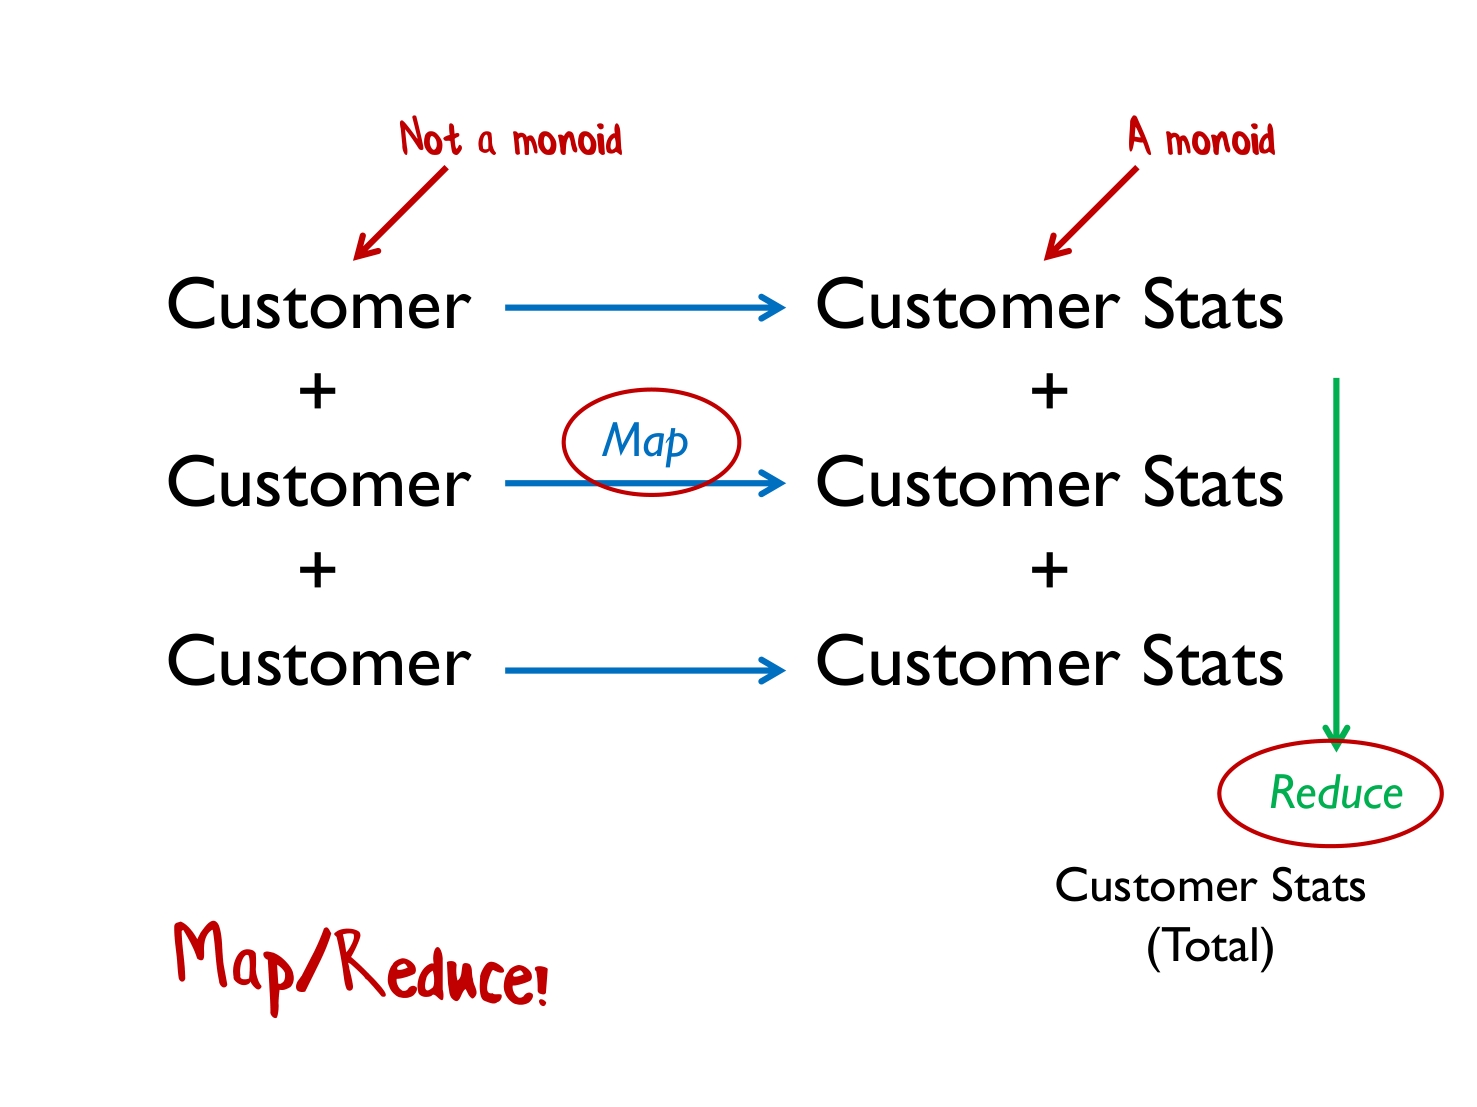 Not a monoid
A monoid
Customer
Customer Stats
+
+
Map
Customer
Customer Stats
+
+
Customer
Customer Stats
Reduce
Customer Stats
(Total)
Map/Reduce!